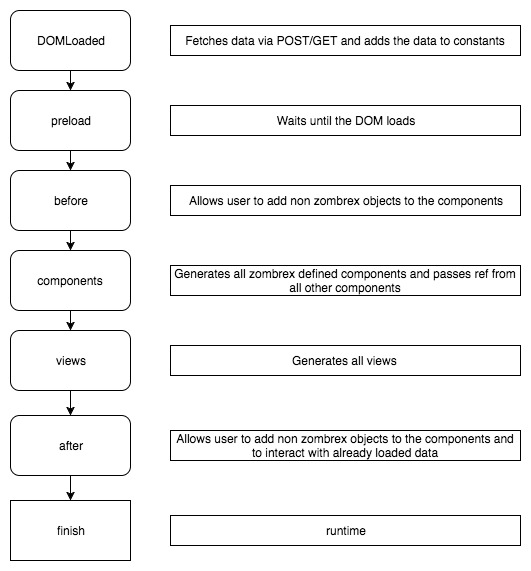 DOMLoaded
Fetches data via POST/GET and adds the data to constants
preload
Waits until the DOM loads
before
Allows user to add non zombrex objects to the components
components
Generates all zombrex defined components and passes ref from
all other components
views
Generates all views
after
Allows user to add non zombrex objects to the components and
to interact with already loaded data
finish
runtime